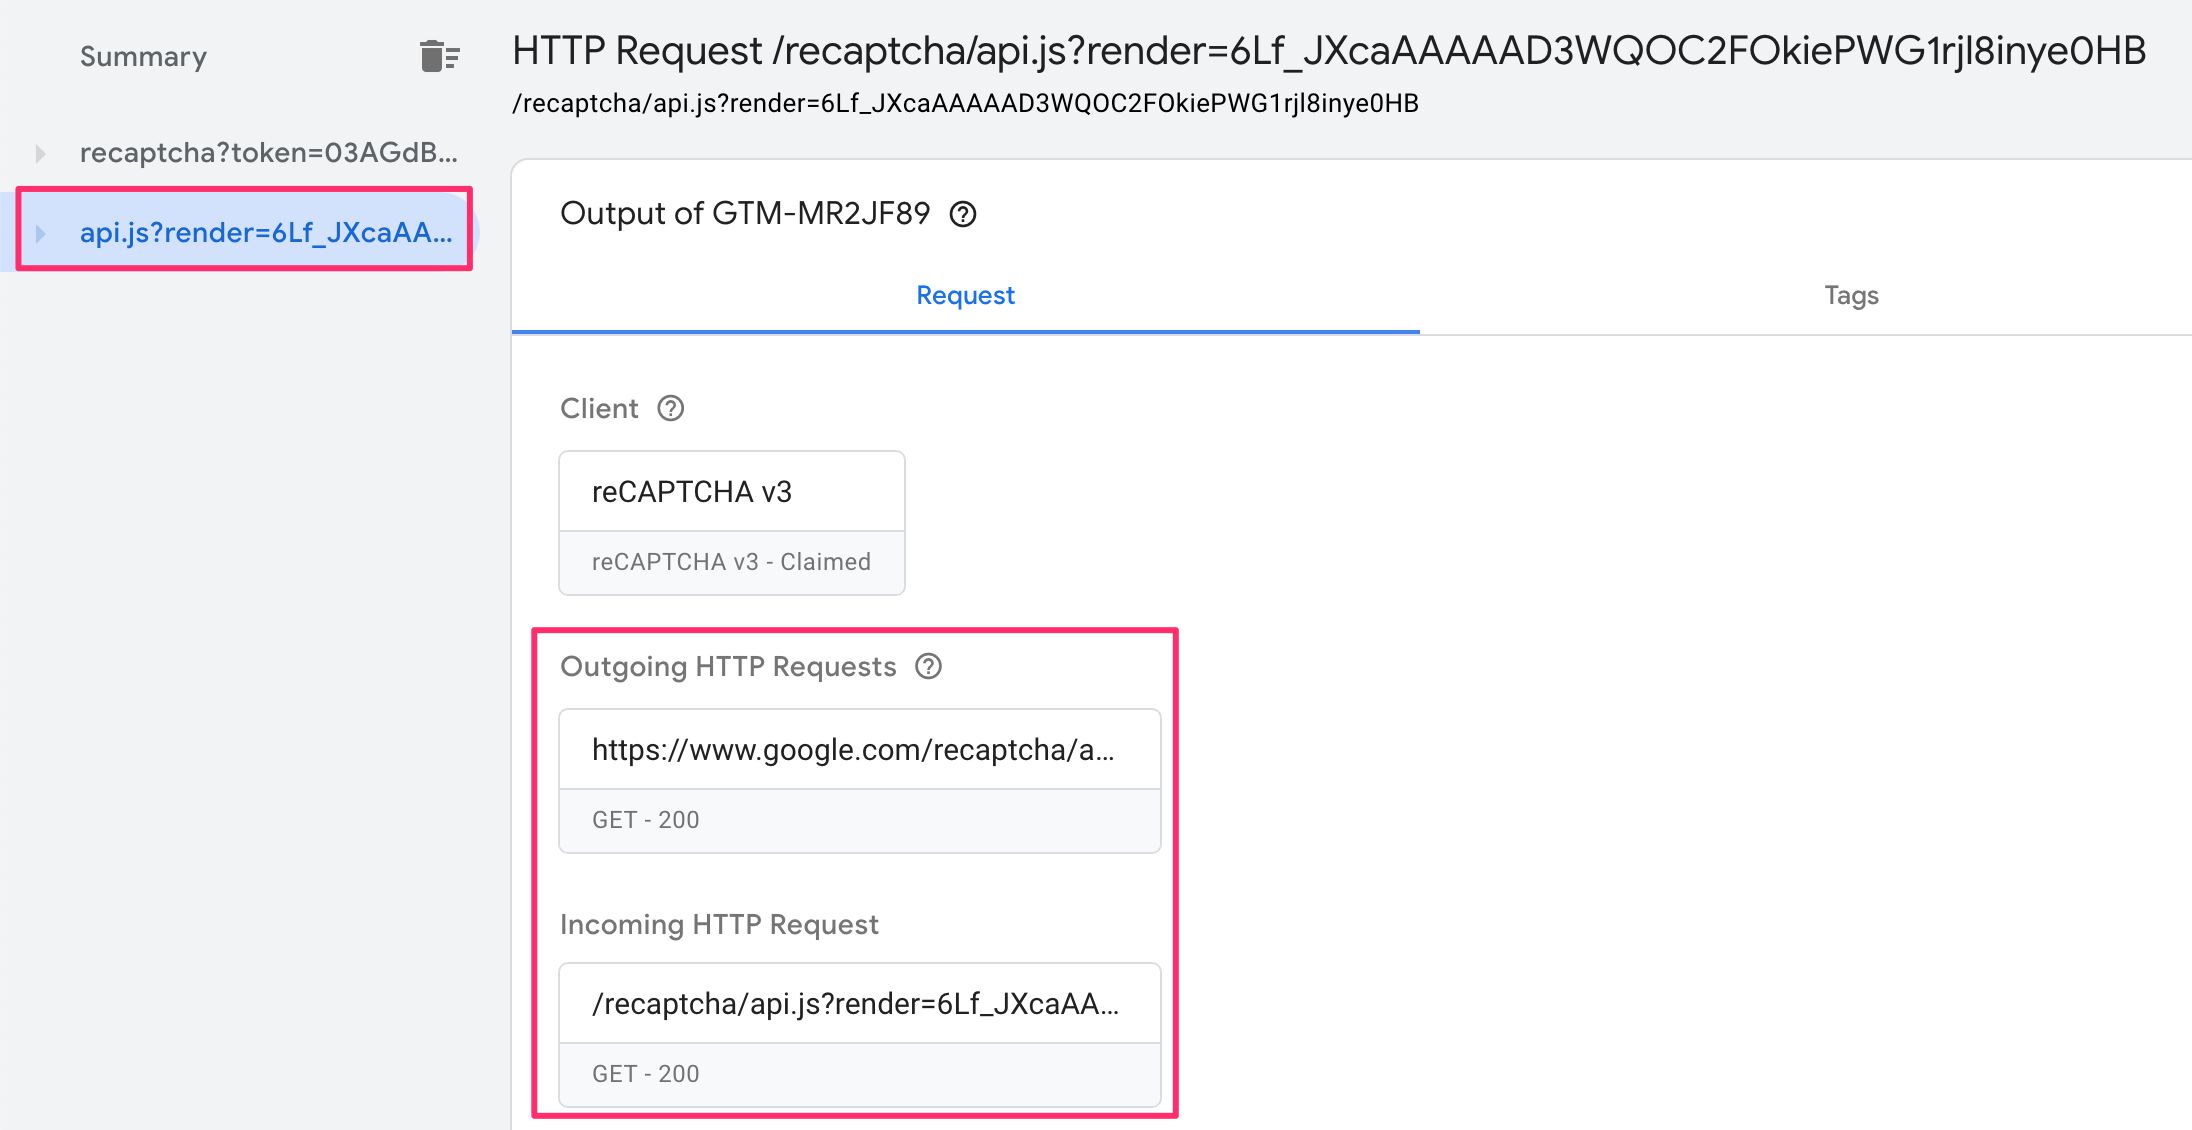 Summary
recaptcha?token=03AGdB...
api.js?render=6Lf_JXcaAA...
HTTP Request /recaptcha/api.js?render=6Lf_JXcaAAAAAD3WQOC2FOkiePWG1rjl8inye0HB
/recaptcha/api.js?render=6Lf_JXcaAAAAAD3WQOC2FOkiePWG1rjl8inye0HB
Output of GTM-MR2JF89
Request
Tags
Client
reCAPTCHA v3
reCAPTCHA v3 - Claimed
Outgoing HTTP Requests
https://www.google.com/recaptcha/a...
GET - 200
Incoming HTTP Request
/recaptcha/api.js?render=6Lf_JXcaAA...
GET - 200